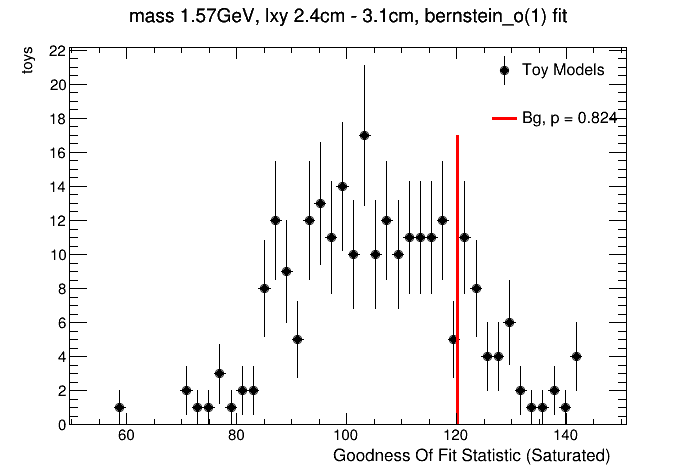 mass 1.57GeV, lxy 2.4cm - 3.1cm, bernstein_o(1) fit
toys
22
20
18
16
14
12
10
8
6
4
2
0
Toy Models
Bg, p = 0.824
60 80 100 120 140
Goodness Of Fit Statistic (Saturated)